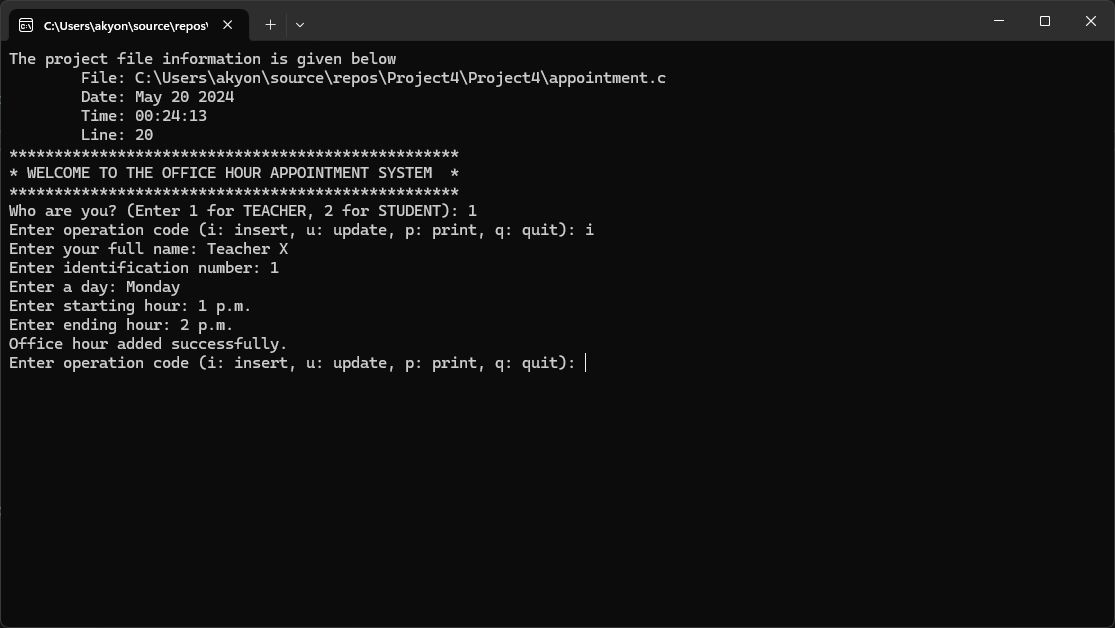 C:\Users\akyon\source\repos\
The project file information is given below
        File: C:\Users\akyon\source\repos\Project4\Project4\appointment.c
        Date: May 20 2024
        Time: 00:24:13
        Line: 20
**************************************************
* WELCOME TO THE OFFICE HOUR APPOINTMENT SYSTEM  *
**************************************************
Who are you? (Enter 1 for TEACHER, 2 for STUDENT): 1
Enter operation code (i: insert, u: update, p: print, q: quit): i
Enter your full name: Teacher X
Enter identification number: 1
Enter a day: Monday
Enter starting hour: 1 p.m.
Enter ending hour: 2 p.m.
Office hour added successfully.
Enter operation code (i: insert, u: update, p: print, q: quit):